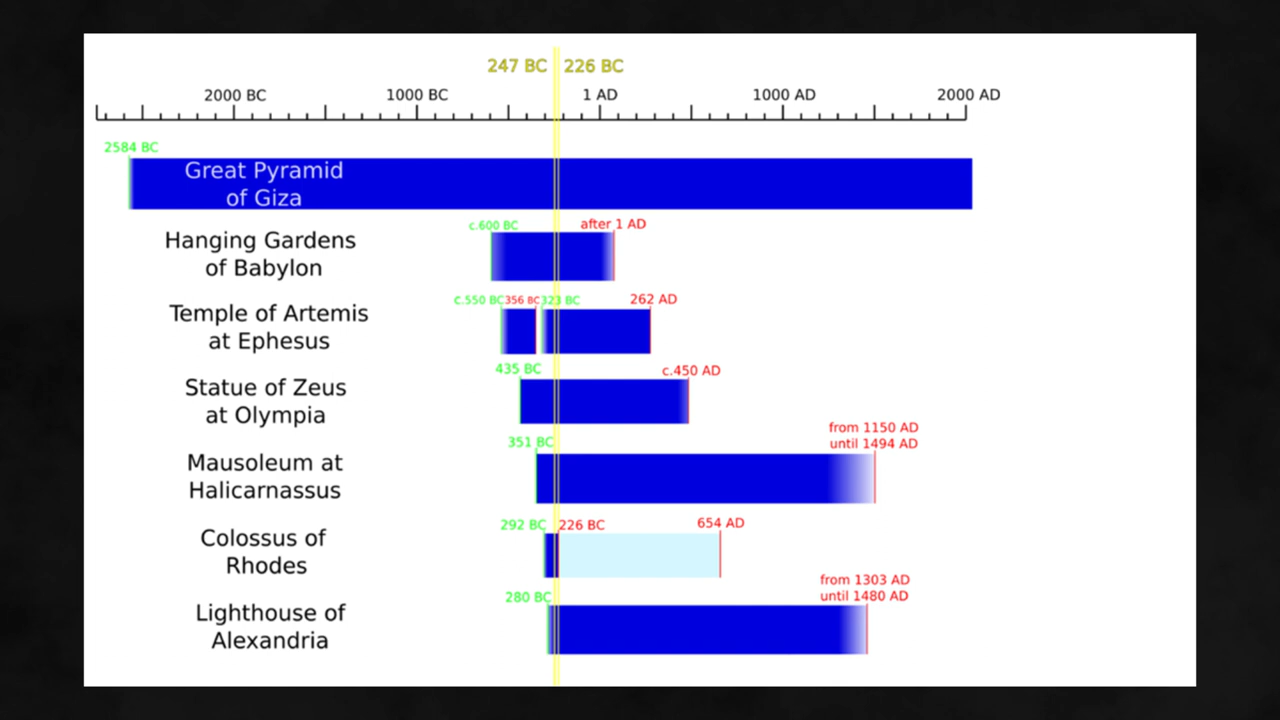 247 BC 226 BC
2000 BC 1000 BC 1 AD 1000 AD 2000 AD
2584 BC
Great Pyramid
of Giza
c.600 BC after 1 AD
Hanging Gardens
of Babylon
c.550 BC 356 BC 323 BC 262 AD
Temple of Artemis
at Ephesus
435 BC c.450 AD
Statue of Zeus
at Olympia
from 1150 AD
351 BC until 1494 AD
Mausoleum at
Halicarnassus
292 BC 226 BC 654 AD
Colossus of
Rhodes
from 1303 AD
280 BC until 1480 AD
Lighthouse of
Alexandria